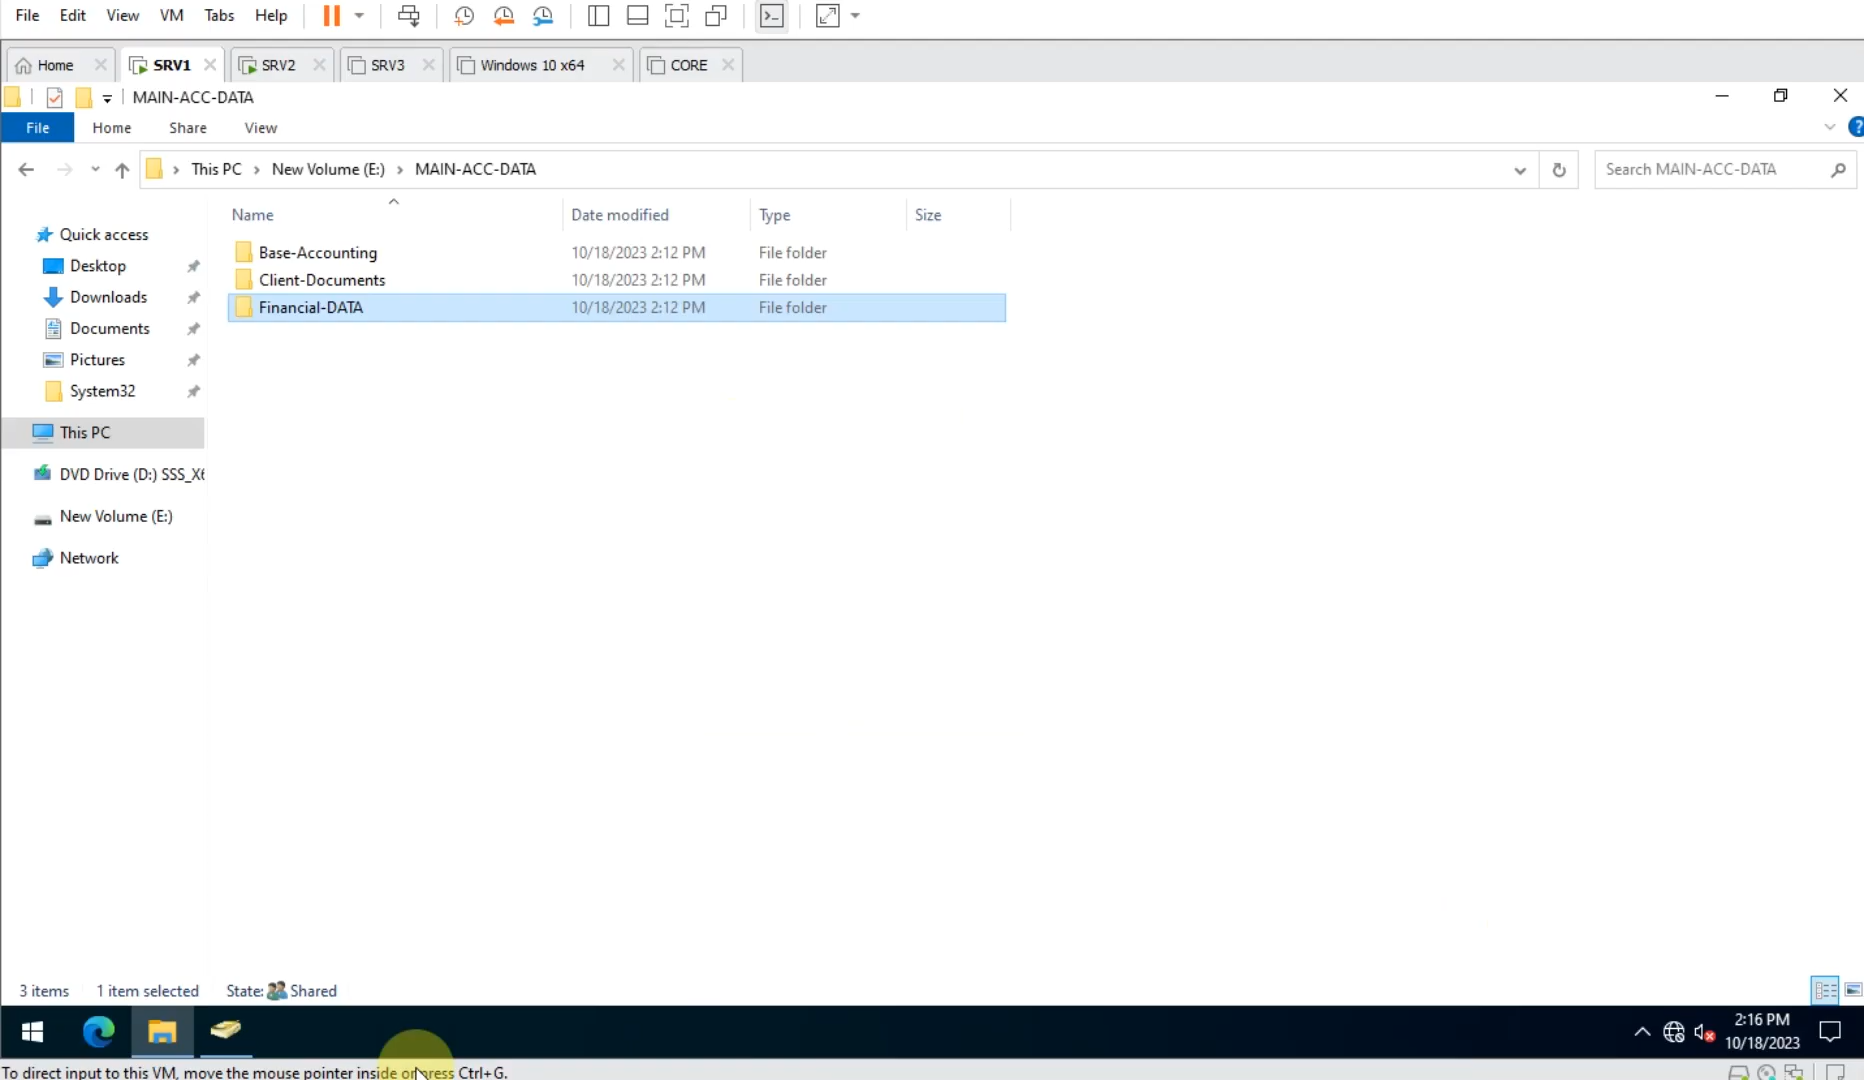 File Edit View VM Tabs Help
Home SRV1 SRV2 SRV3 Windows 10 x64 CORE
MAIN-ACC-DATA
File Home Share View
This PC New Volume (E:) MAIN-ACC-DATA Search MAIN-ACC-DATA
Name Date modified Type Size
Quick access
Desktop
Downloads
Documents
Pictures
System32
This PC
DVD Drive (D:) SSS_X6
New Volume (E:)
Network
Base-Accounting 10/18/2023 2:12 PM File folder
Client-Documents 10/18/2023 2:12 PM File folder
Financial-DATA 10/18/2023 2:12 PM File folder
3 items 1 item selected State: Shared
2:16 PM
10/18/2023
To direct input to this VM, move the mouse pointer inside or press Ctrl+G.